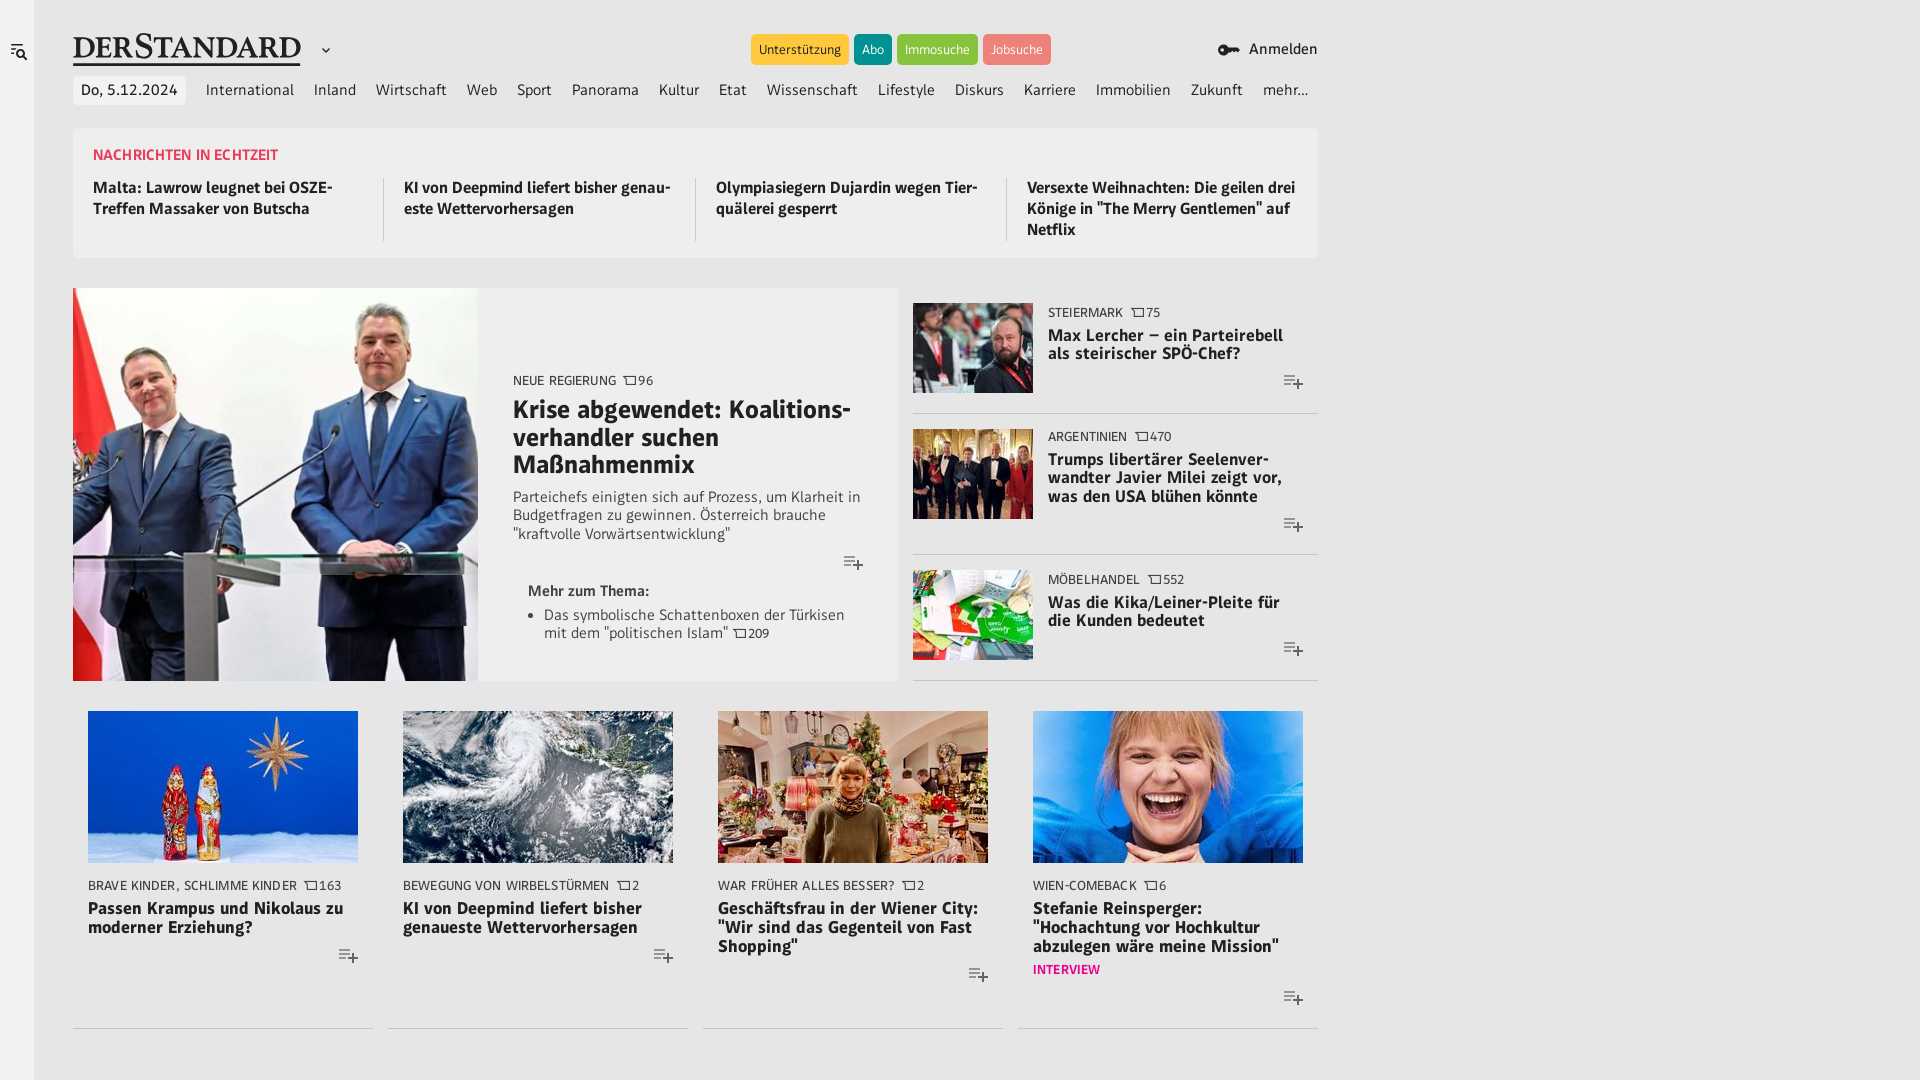 DERSTANDARD
Unterstützung
Abo
Immosuche
Jobsuche
Anmelden
Do, 5.12.2024
International
Inland
Wirtschaft
Web
Sport
Panorama
Kultur
Etat
Wissenschaft
Lifestyle
Diskurs
Karriere
Immobilien
Zukunft
mehr...
NACHRICHTEN IN ECHTZEIT
Malta: Lawrow leugnet bei OSZE-
Treffen Massaker von Butscha
KI von Deepmind liefert bisher genau-
este Wettervorhersagen
Olympiasiegern Dujardin wegen Tier-
quälerei gesperrt
Versexte Weihnachten: Die geilen drei
Könige in "The Merry Gentlemen" auf
Netflix
NEUE REGIERUNG 96
Krise abgewendet: Koalitions-
verhandler suchen
Maßnahmenmix
Parteichefs einigten sich auf Prozess, um Klarheit in
Budgetfragen zu gewinnen. Österreich brauche
"kraftvolle Vorwärtsentwicklung"
Mehr zum Thema:
• Das symbolische Schattenboxen der Türkisen
mit dem "politischen Islam" 209
STEIERMARK 75
Max Lercher – ein Parteirebell
als steirischer SPÖ-Chef?
ARGENTINIEN 470
Trumps libertärer Seelenver-
wandter Javier Milei zeigt vor,
was den USA blühen könnte
MÖBELHANDEL 552
Was die Kika/Leiner-Pleite für
die Kunden bedeutet
BRAVE KINDER, SCHLIMME KINDER 163
Passen Krampus und Nikolaus zu
moderner Erziehung?
BEWEGUNG VON WIRBELSTÜRMEN 2
KI von Deepmind liefert bisher
genaueste Wettervorhersagen
WAR FRÜHER ALLES BESSER? 2
Geschäftsfrau in der Wiener City:
"Wir sind das Gegenteil von Fast
Shopping"
WIEN-COMEBACK 6
Stefanie Reinsperger:
"Hochachtung vor Hochkultur
abzulegen wäre meine Mission"
INTERVIEW